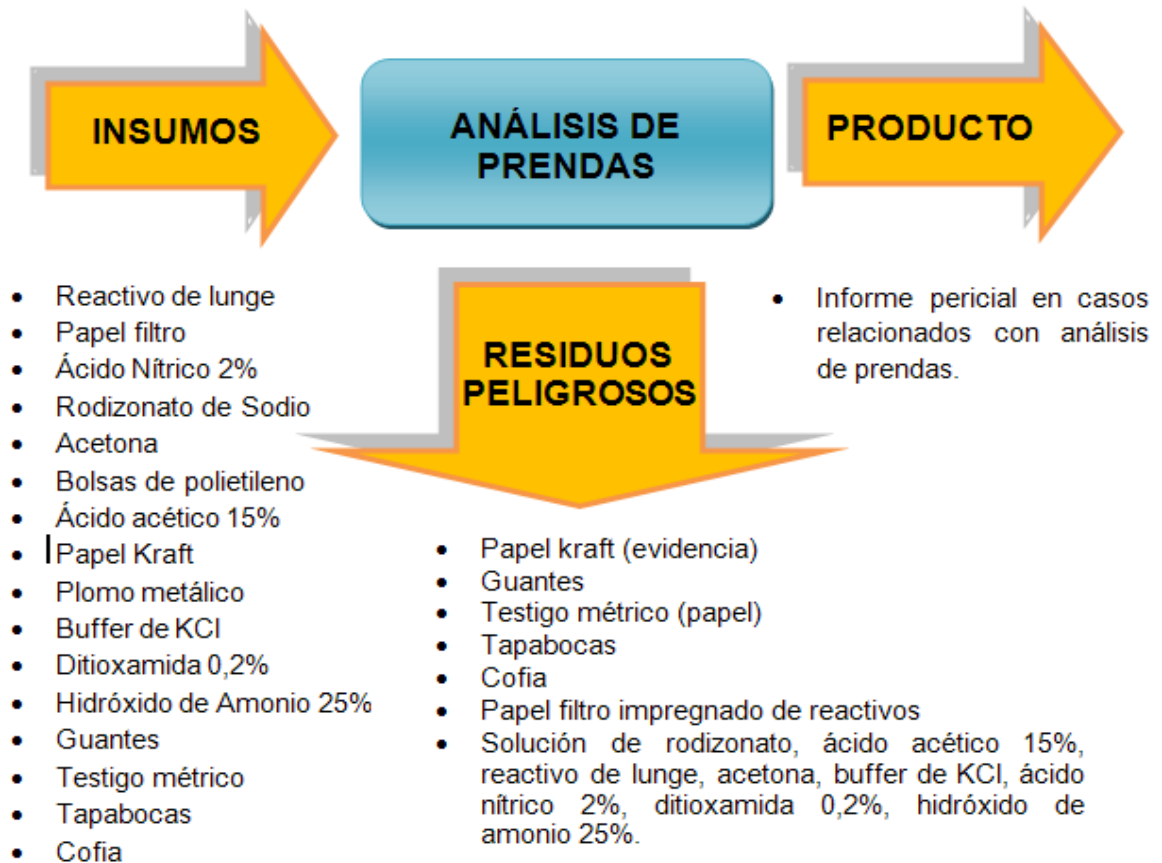 INSUMOS
ANÁLISIS DE
PRENDAS
PRODUCTO
• Reactivo de lunge
• Papel filtro
• Ácido Nítrico 2%
• Rodizonato de Sodio
• Acetona
• Bolsas de polietileno
• Ácido acético 15%
• Papel Kraft
• Plomo metálico
• Buffer de KCl
• Ditioxamida 0,2%
• Hidróxido de Amonio 25%
• Guantes
• Testigo métrico
• Tapabocas
• Cofia
RESIDUOS
PELIGROSOS
• Papel kraft (evidencia)
• Guantes
• Testigo métrico (papel)
• Tapabocas
• Cofia
• Papel filtro impregnado de reactivos
• Solución de rodizonato, ácido acético 15%,
reactivo de lunge, acetona, buffer de KCl, ácido
nítrico 2%, ditioxamida 0,2%, hidróxido de
amonio 25%.
• Informe pericial en casos
relacionados con análisis
de prendas.